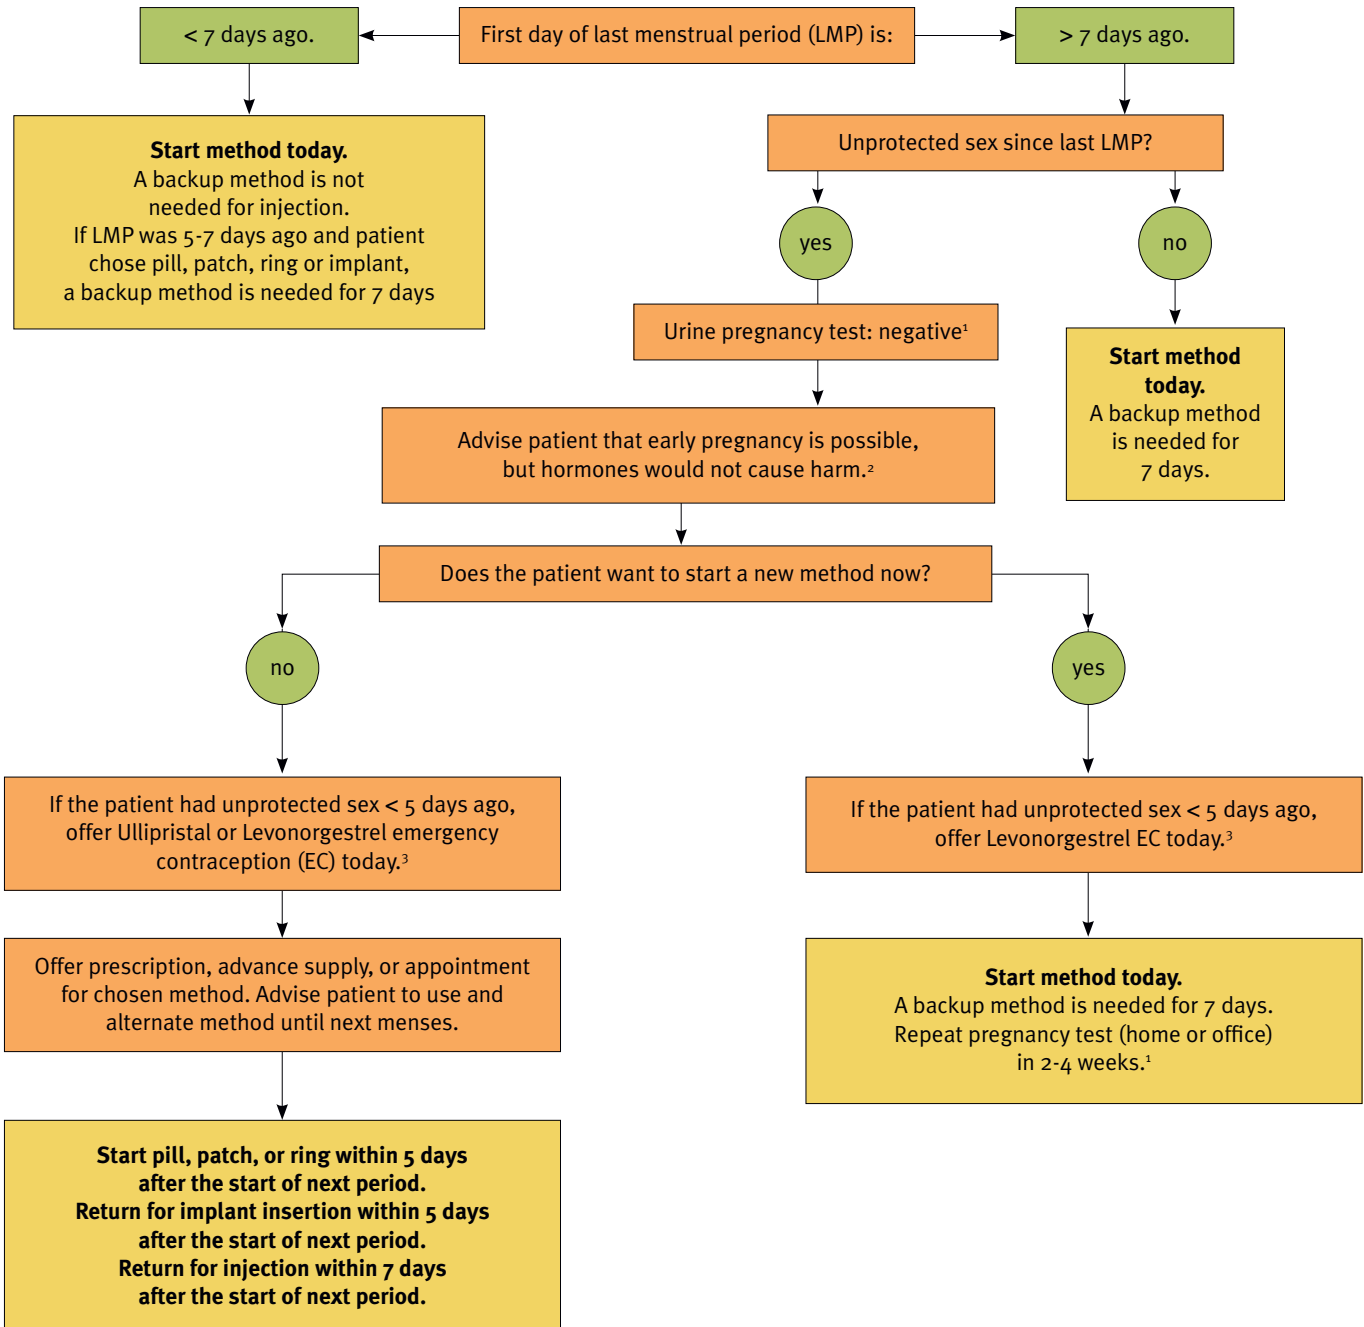 < 7 days ago.
First day of last menstrual period (LMP) is:
> 7 days ago.
Start method today.
A backup method is not
needed for injection.
If LMP was 5-7 days ago and patient
chose pill, patch, ring or implant,
a backup method is needed for 7 days
Unprotected sex since last LMP?
yes
no
Urine pregnancy test: negative¹
Start method
today.
A backup method
is needed for
7 days.
Advise patient that early pregnancy is possible,
but hormones would not cause harm.²
Does the patient want to start a new method now?
no
yes
If the patient had unprotected sex < 5 days ago,
offer Ullipristal or Levonorgestrel emergency
contraception (EC) today.³
If the patient had unprotected sex < 5 days ago,
offer Levonorgestrel EC today.³
Offer prescription, advance supply, or appointment
for chosen method. Advise patient to use and
alternate method until next menses.
Start method today.
A backup method is needed for 7 days.
Repeat pregnancy test (home or office)
in 2-4 weeks.¹
Start pill, patch, or ring within 5 days
after the start of next period.
Return for implant insertion within 5 days
after the start of next period.
Return for injection within 7 days
after the start of next period.